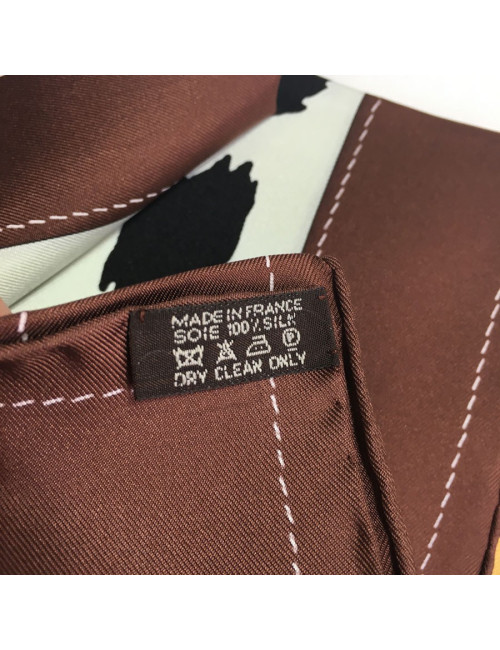 MADE IN FRANCE
SOIE 100% SILK
P
DRY CLEAN ONLY